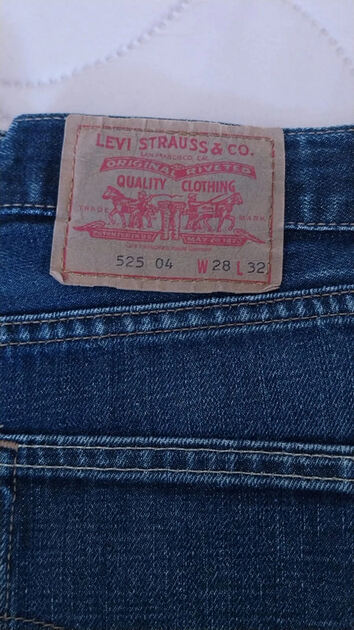 LEVI STRAUSS & CO.
SAN FRANCISCO, CAL.
ORIGINAL RIVETED
QUALITY CLOTHING
TRADE MARK
525 04 W 28 L 32